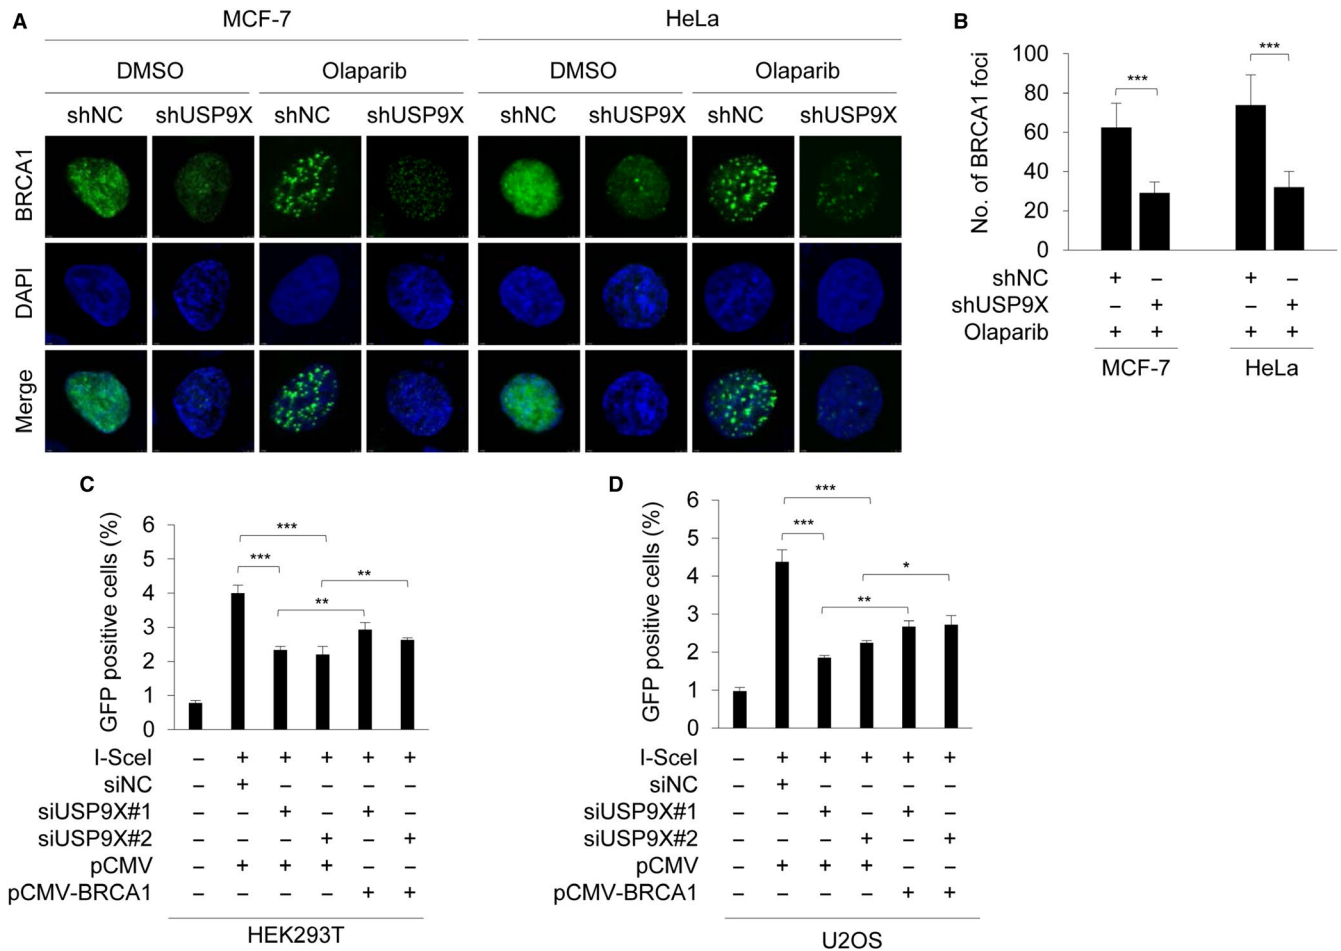 A
MCF-7 HeLa
DMSO Olaparib DMSO Olaparib
shNC shUSP9X shNC shUSP9X shNC shUSP9X shNC shUSP9X
BRCA1
DAPI
Merge
B
No. of BRCA1 foci
100
80
60
40
20
0
*** ***
shNC + – + –
shUSP9X – + – +
Olaparib + + + +
MCF-7 HeLa
C
GFP positive cells (%)
6
5
4
3
2
1
0
***
***
**
**
I-SceI – + + + + +
siNC – + – – – –
siUSP9X#1 – – + – + –
siUSP9X#2 – – – + – +
pCMV – + + + – –
pCMV-BRCA1 – – – – + +
HEK293T
D
GFP positive cells (%)
6
5
4
3
2
1
0
***
***
*
**
I-SceI – + + + + +
siNC – + – – – –
siUSP9X#1 – – + – + –
siUSP9X#2 – – – + – +
pCMV – + + + – –
pCMV-BRCA1 – – – – + +
U2OS